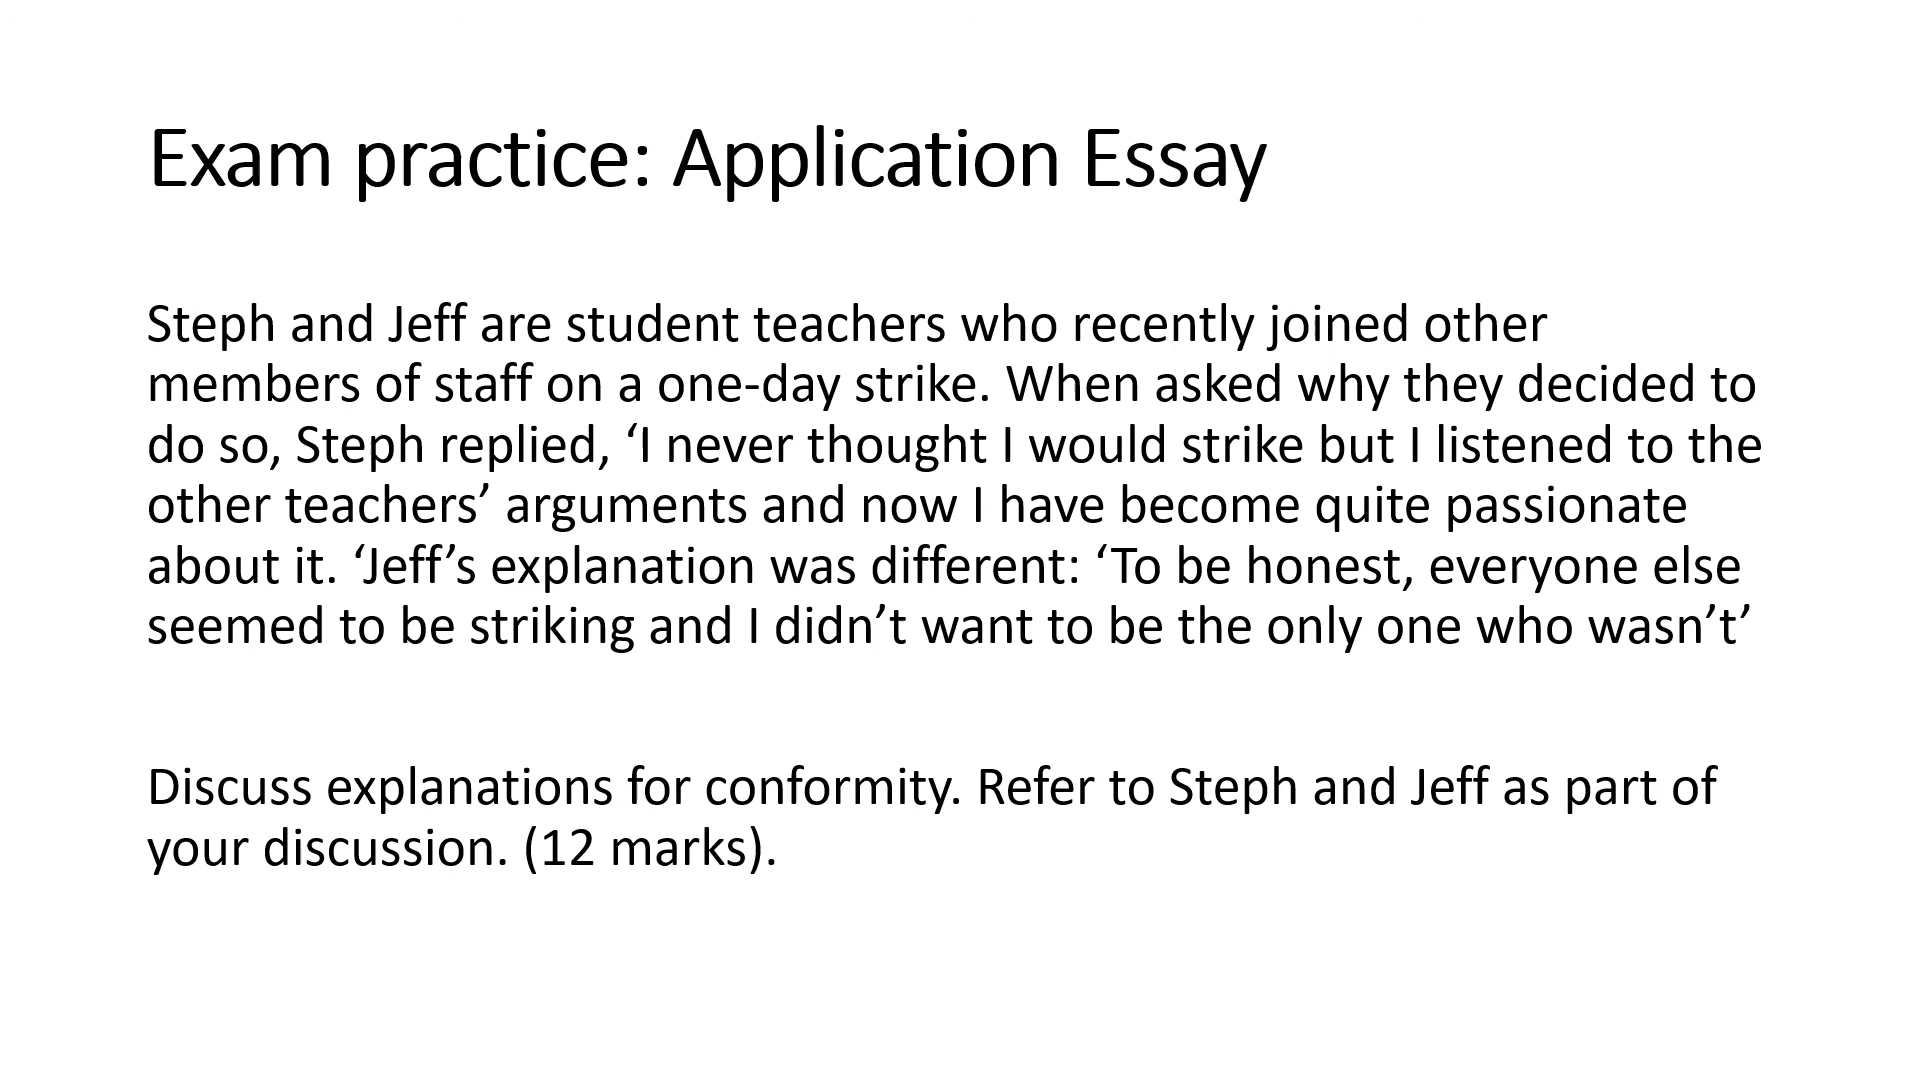 Exam practice: Application Essay
Steph and Jeff are student teachers who recently joined other
members of staff on a one-day strike. When asked why they decided to
do so, Steph replied, ‘I never thought I would strike but I listened to the
other teachers’ arguments and now I have become quite passionate
about it. ‘Jeff’s explanation was different: ‘To be honest, everyone else
seemed to be striking and I didn’t want to be the only one who wasn’t’
Discuss explanations for conformity. Refer to Steph and Jeff as part of
your discussion. (12 marks).